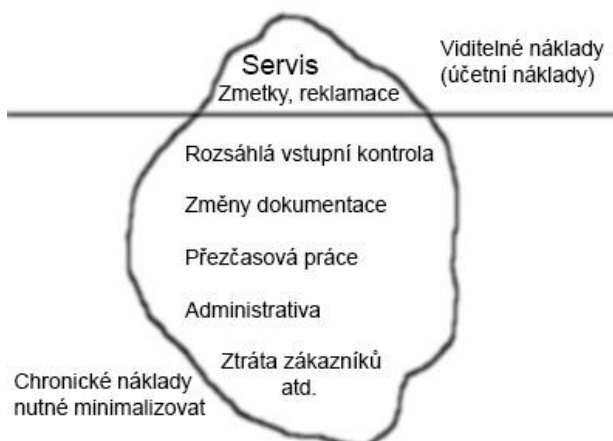 Servis
Zmetky, reklamace
Viditelné náklady
(účetní náklady)
Rozsáhlá vstupní kontrola
Změny dokumentace
Přezčasová práce
Administrativa
Ztráta zákazníků
atd.
Chronické náklady
nutné minimalizovat